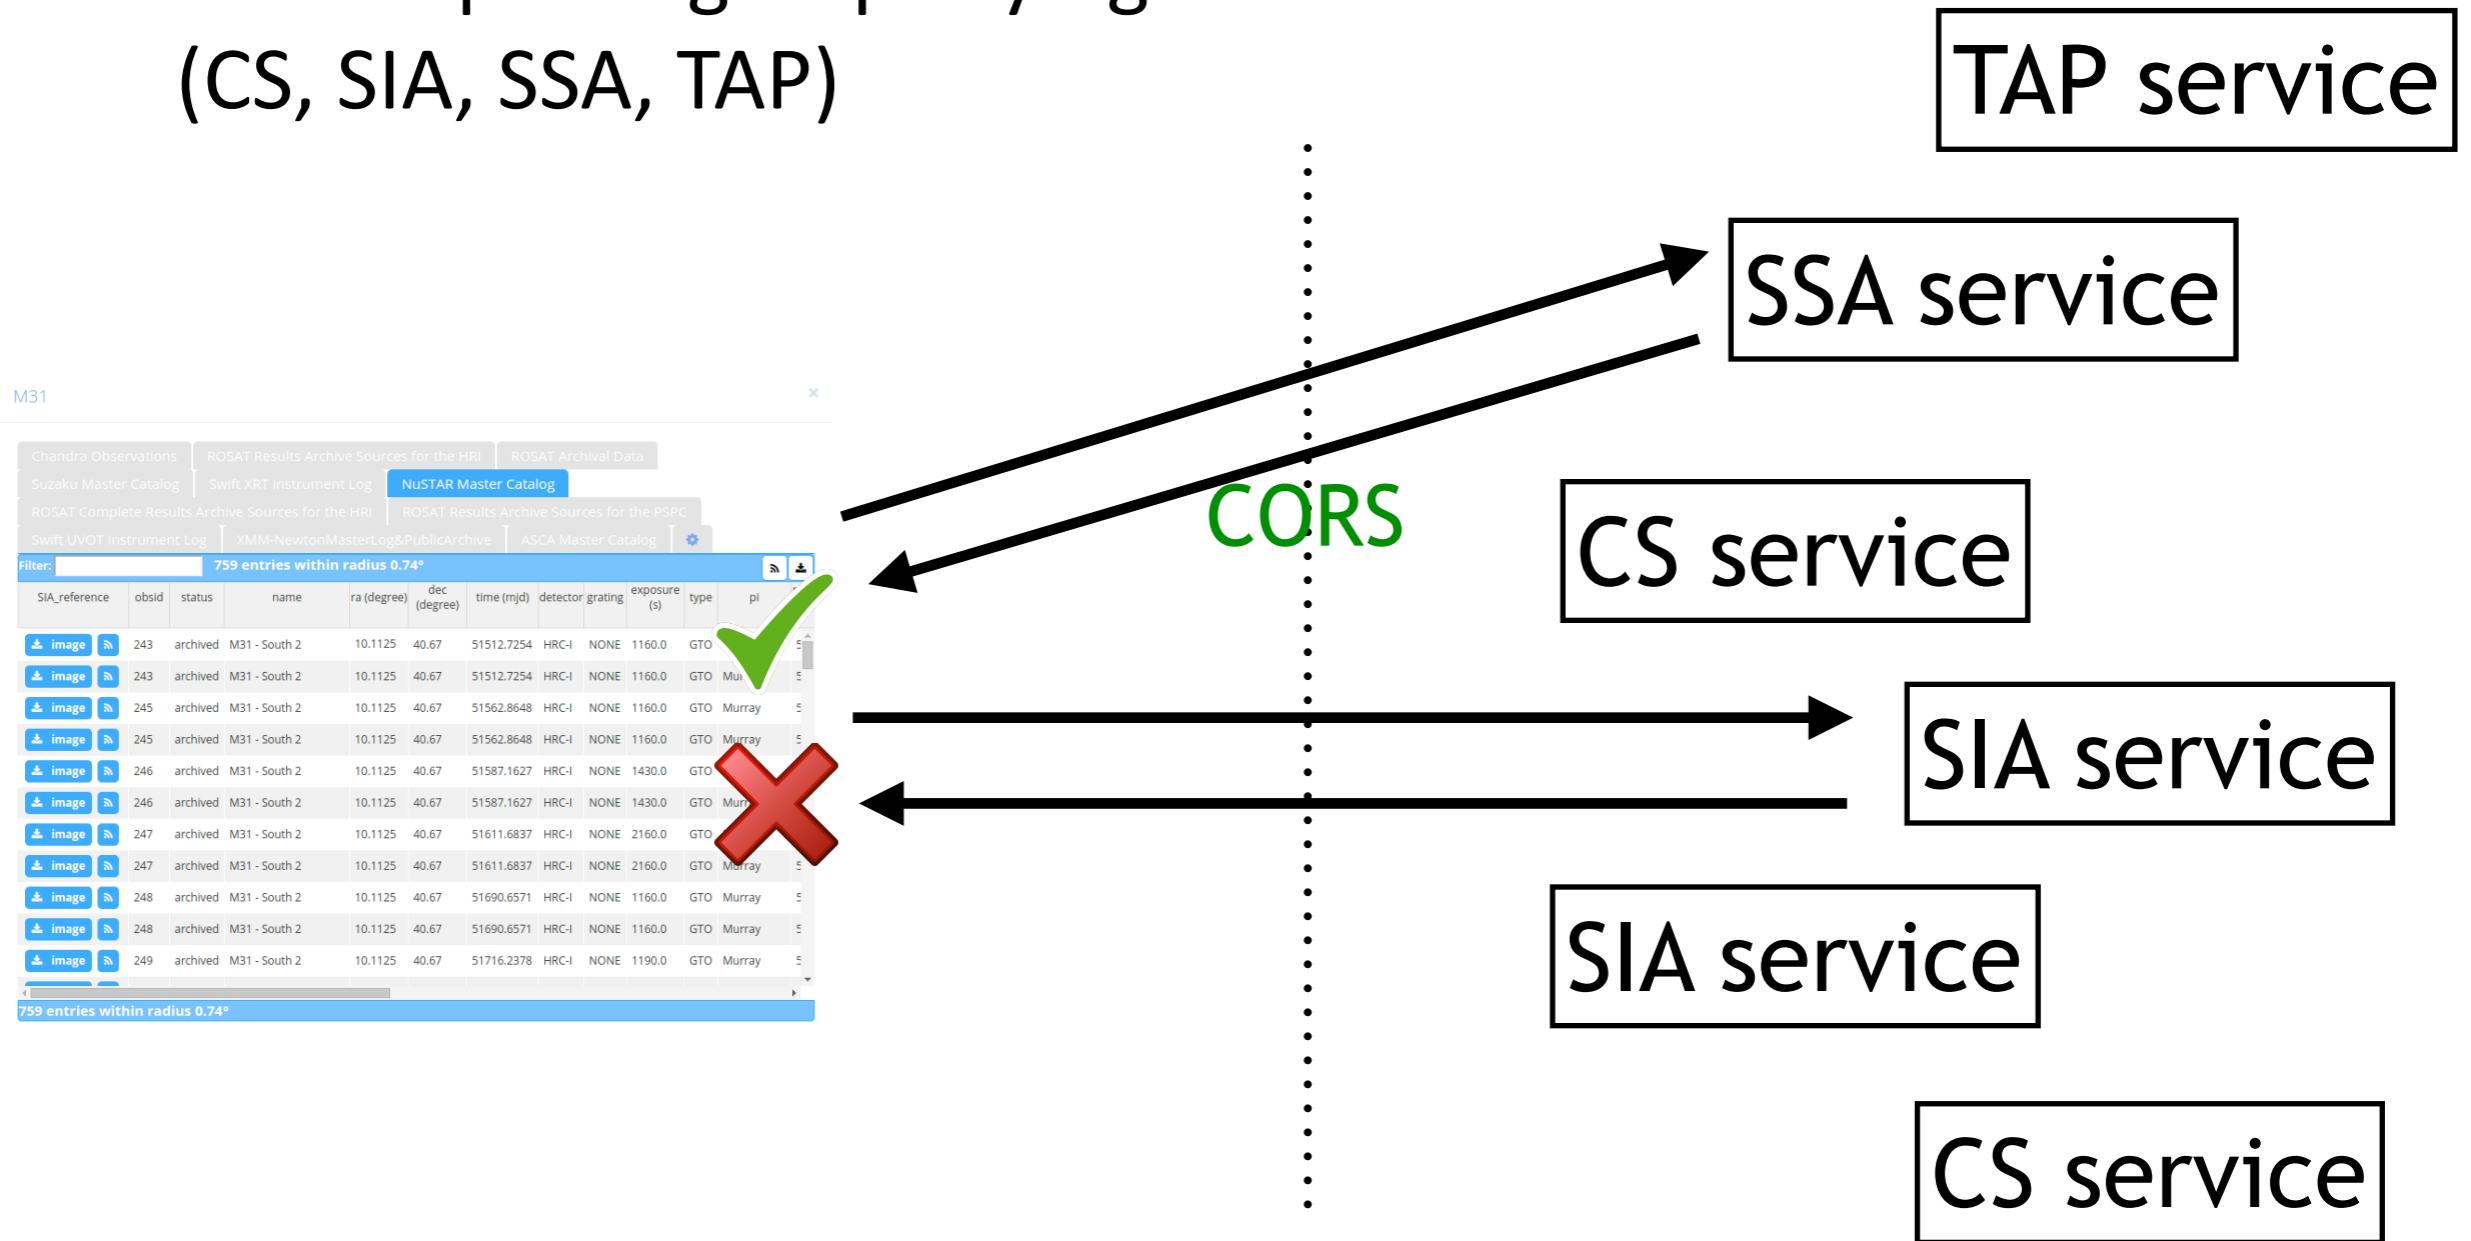 (CS, SIA, SSA, TAP)
TAP service
SSA service
CORS
CS service
SIA service
SIA service
CS service
M31 ×
Chandra Observations ROSAT Results Archive Sources for the HRI ROSAT Archival Data
Suzaku Master Catalog Swift XRT Instrument Log NuSTAR Master Catalog
ROSAT Complete Results Archive Sources for the HRI ROSAT Results Archive Sources for the PSPC
Swift UVOT Instrument Log XMM-NewtonMasterLog&PublicArchive ASCA Master Catalog
Filter: 759 entries within radius 0.74°
SIA_reference obsid status name ra (degree) dec (degree) time (mjd) detector grating exposure (s) type pi
image 243 archived M31 - South 2 10.1125 40.67 51512.7254 HRC-I NONE 1160.0 GTO 5
image 243 archived M31 - South 2 10.1125 40.67 51512.7254 HRC-I NONE 1160.0 GTO
image 245 archived M31 - South 2 10.1125 40.67 51562.8648 HRC-I NONE 1160.0 GTO Murray 5
image 245 archived M31 - South 2 10.1125 40.67 51562.8648 HRC-I NONE 1160.0 GTO Murray
image 246 archived M31 - South 2 10.1125 40.67 51587.1627 HRC-I NONE 1430.0 GTO
image 246 archived M31 - South 2 10.1125 40.67 51587.1627 HRC-I NONE 1430.0 GTO
image 247 archived M31 - South 2 10.1125 40.67 51611.6837 HRC-I NONE 2160.0 GTO
image 247 archived M31 - South 2 10.1125 40.67 51611.6837 HRC-I NONE 2160.0 GTO Murray 5
image 248 archived M31 - South 2 10.1125 40.67 51690.6571 HRC-I NONE 1160.0 GTO Murray 5
image 248 archived M31 - South 2 10.1125 40.67 51690.6571 HRC-I NONE 1160.0 GTO Murray 5
image 249 archived M31 - South 2 10.1125 40.67 51716.2378 HRC-I NONE 1190.0 GTO Murray 5
759 entries within radius 0.74°